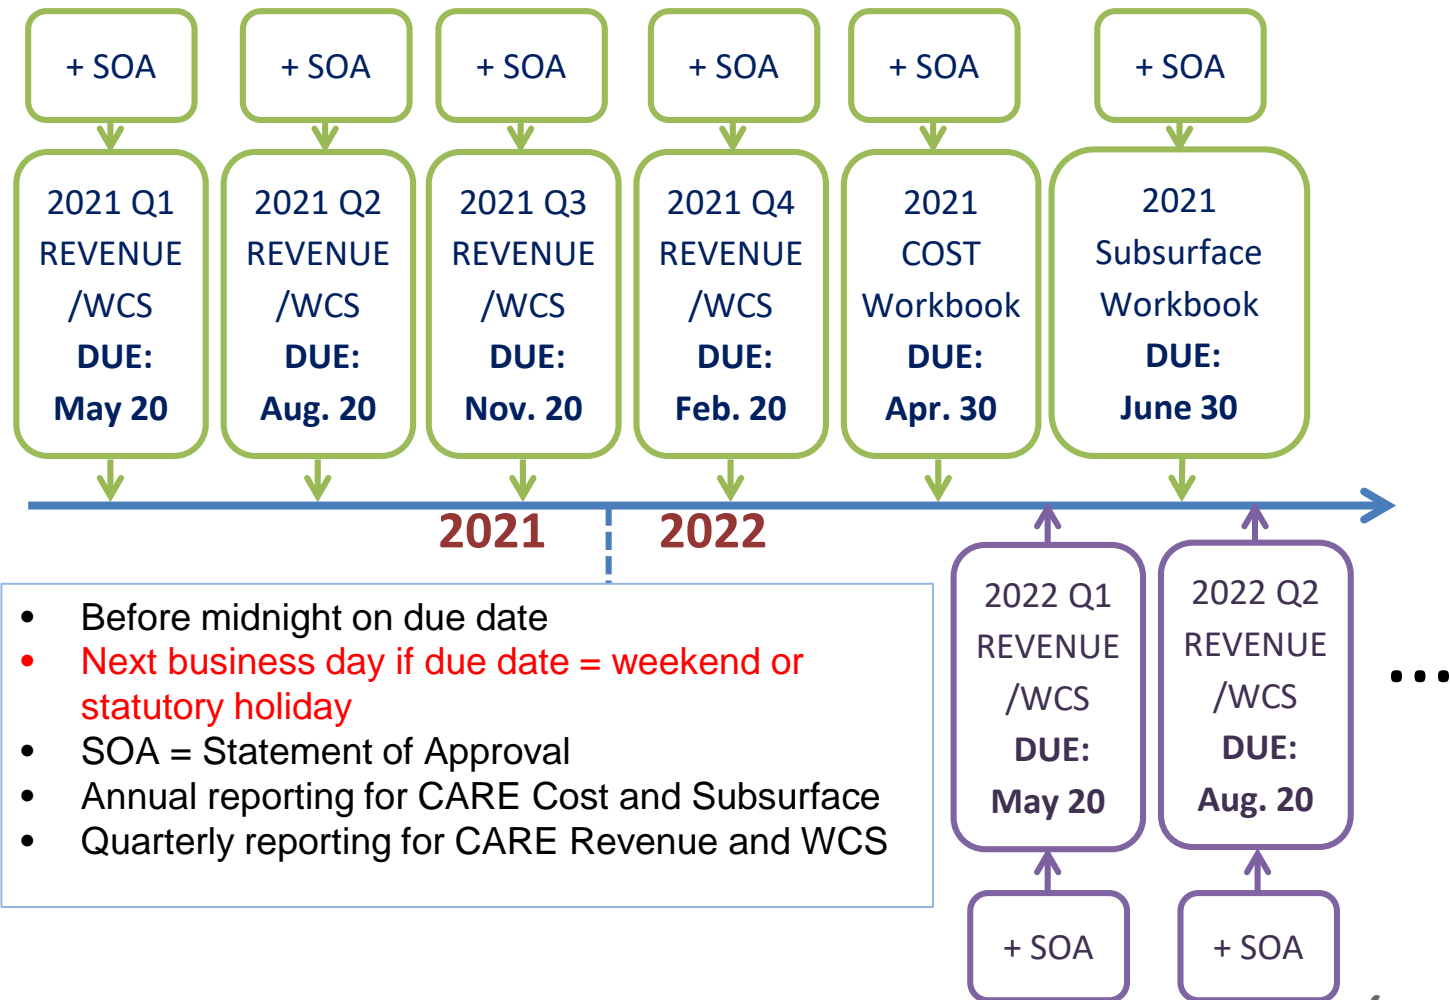 + SOA
+ SOA
+ SOA
+ SOA
+ SOA
+ SOA
2021 Q1
REVENUE
/WCS
DUE:
May 20
2021 Q2
REVENUE
/WCS
DUE:
Aug. 20
2021 Q3
REVENUE
/WCS
DUE:
Nov. 20
2021 Q4
REVENUE
/WCS
DUE:
Feb. 20
2021
COST
Workbook
DUE:
Apr. 30
2021
Subsurface
Workbook
DUE:
June 30
2021
2022
• Before midnight on due date
• Next business day if due date = weekend or
statutory holiday
• SOA = Statement of Approval
• Annual reporting for CARE Cost and Subsurface
• Quarterly reporting for CARE Revenue and WCS
2022 Q1
REVENUE
/WCS
DUE:
May 20
2022 Q2
REVENUE
/WCS
DUE:
Aug. 20
...
+ SOA
+ SOA